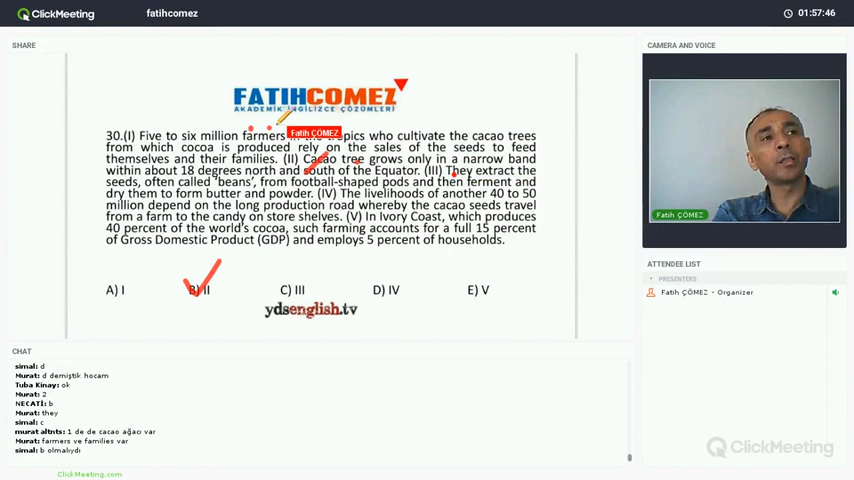 ClickMeeting
fatihcomez
01:57:46
SHARE
CAMERA AND VOICE
FATIHCOMEZ
AKADEMİK İNGİLİZCE ÇÖZÜMLERİ
Fatih ÇÖMEZ
30.(I) Five to six million farmers in the tropics who cultivate the cacao trees
from which cocoa is produced rely on the sales of the seeds to feed
themselves and their families. (II) Cacao tree grows only in a narrow band
within about 18 degrees north and south of the Equator. (III) They extract the
seeds, often called 'beans', from football-shaped pods and then ferment and
dry them to form butter and powder. (IV) The livelihoods of another 40 to 50
million depend on the long production road whereby the cacao seeds travel
from a farm to the candy on store shelves. (V) In Ivory Coast, which produces
40 percent of the world's cocoa, such farming accounts for a full 15 percent
of Gross Domestic Product (GDP) and employs 5 percent of households.
A) I B) II C) III D) IV E) V
ydsenglish.tv
Fatih ÇÖMEZ
ATTENDEE LIST
PRESENTERS
Fatih ÇÖMEZ - Organizer
CHAT
simal: d
Murat: d demiştik hocam
Tuba Kinay: ok
Murat: 2
NECATİ: b
Murat: they
simal: c
murat altnts: 1 de de cacao ağacı var
Murat: farmers ve families var
simal: b olmalıydı
ClickMeeting
ClickMeeting.com